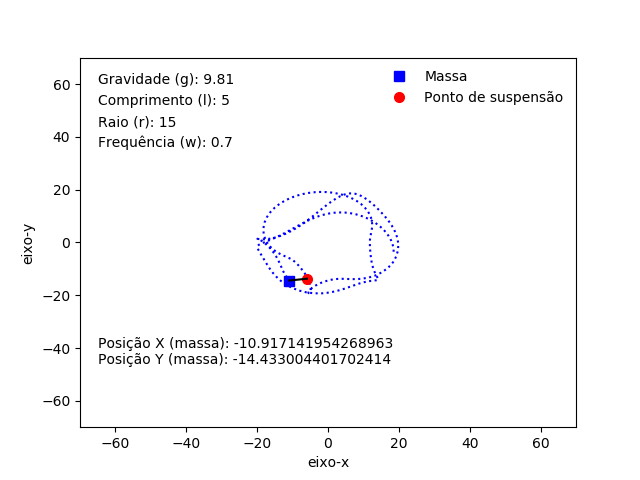 Gravidade (g): 9.81
Comprimento (l): 5
Raio (r): 15
Frequência (w): 0.7
Massa
Ponto de suspensão
60
40
20
0
−20
−40
−60
eixo-y
Posição X (massa): -10.917141954268963
Posição Y (massa): -14.433004401702414
−60
−40
−20
0
20
40
60
eixo-x